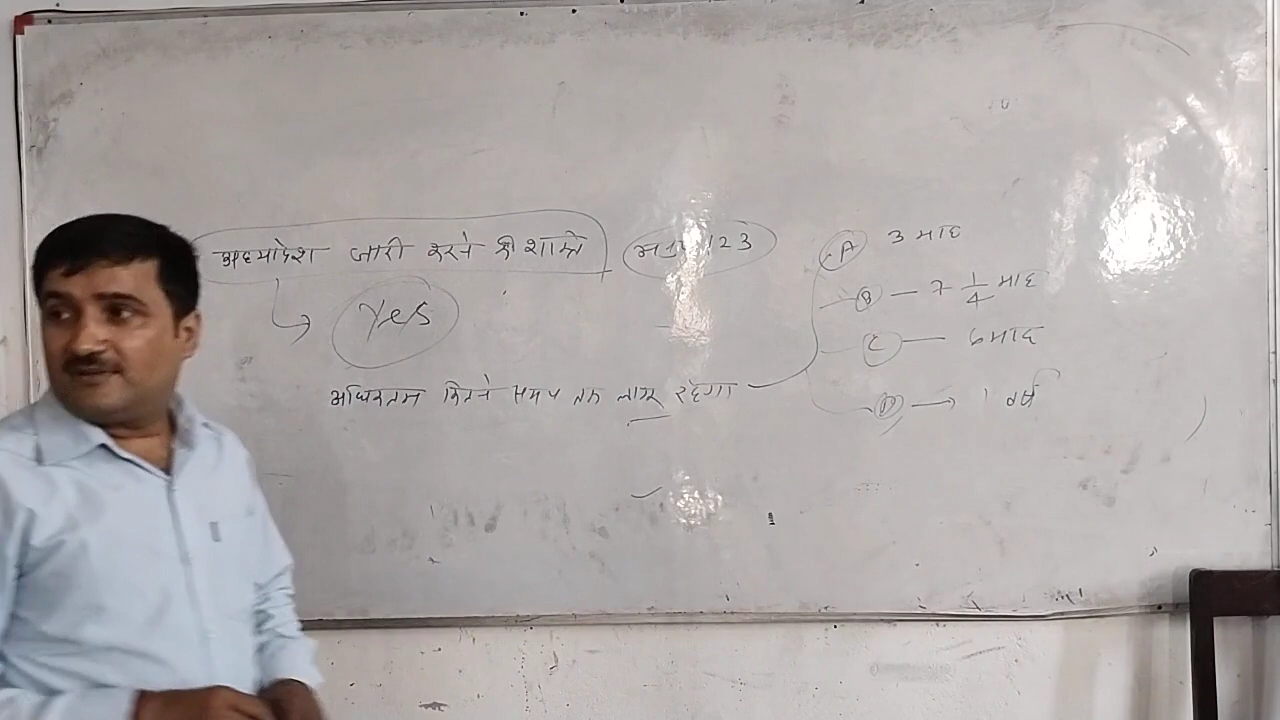 अध्यादेश जारी करने की शक्ति अनु० 123
Yes
अधिकतम कितने समय तक लागू रहेगा
A 3 माह
B — 7 1/4 माह
C — 6 माह
D → 1 वर्ष